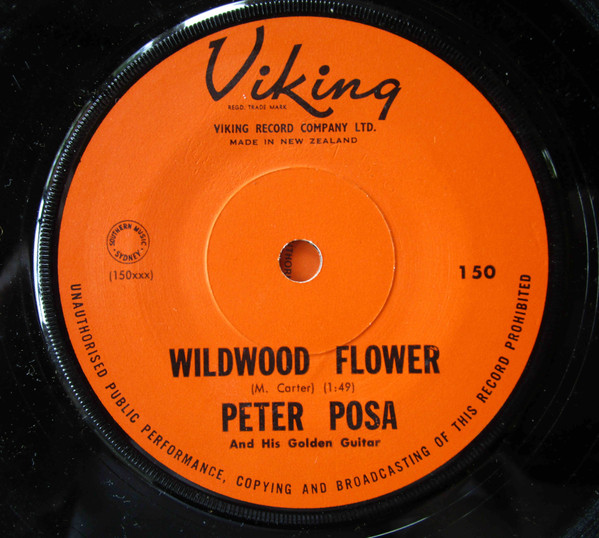 Viking
REGD. TRADE MARK
VIKING RECORD COMPANY LTD.
MADE IN NEW ZEALAND
SOUTHERN MUSIC
SYDNEY
(150xxx)
150
WILDWOOD FLOWER
(M. Carter) (1:49)
PETER POSA
And His Golden Guitar
UNAUTHORISED PUBLIC PERFORMANCE, COPYING AND BROADCASTING OF THIS RECORD PROHIBITED